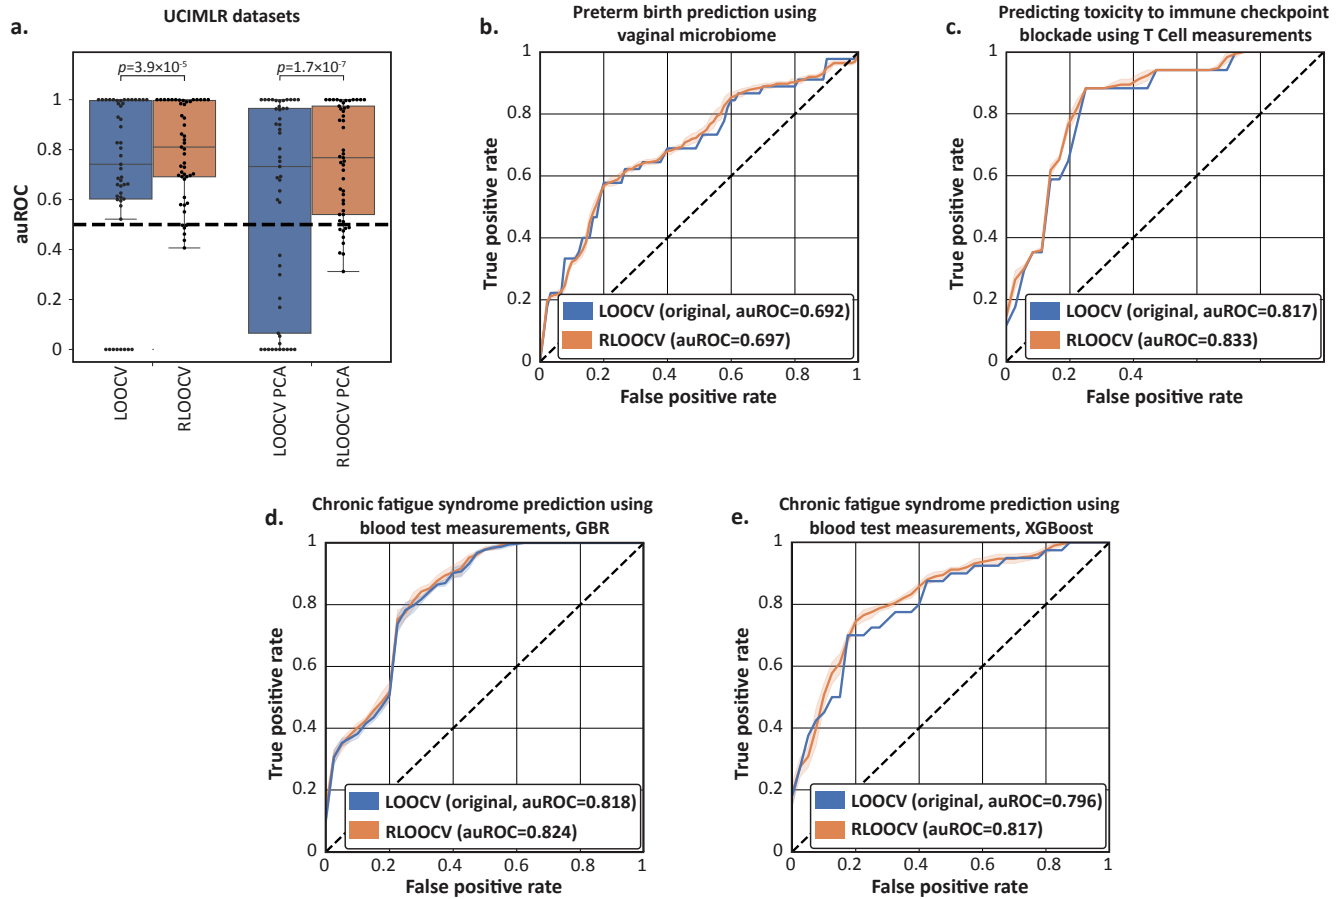 a.
UCIMLR datasets
p=3.9×10-5
p=1.7×10-7
auROC
1
0.8
0.6
0.4
0.2
0
LOOCV
RLOOCV
LOOCV PCA
RLOOCV PCA
b.
Preterm birth prediction using
vaginal microbiome
True positive rate
1
0.8
0.6
0.4
0.2
0
LOOCV (original, auROC=0.692)
RLOOCV (auROC=0.697)
0 0.2 0.4 0.6 0.8 1
False positive rate
c.
Predicting toxicity to immune checkpoint
blockade using T Cell measurements
True positive rate
1
0.8
0.6
0.4
0.2
0
LOOCV (original, auROC=0.817)
RLOOCV (auROC=0.833)
0 0.2 0.4
False positive rate
d.
Chronic fatigue syndrome prediction using
blood test measurements, GBR
True positive rate
1
0.8
0.6
0.4
0.2
0
LOOCV (original, auROC=0.818)
RLOOCV (auROC=0.824)
0 0.2 0.4 0.6 0.8 1
False positive rate
e.
Chronic fatigue syndrome prediction using
blood test measurements, XGBoost
True positive rate
1
0.8
0.6
0.4
0.2
0
LOOCV (original, auROC=0.796)
RLOOCV (auROC=0.817)
0 0.2 0.4 0.6 0.8 1
False positive rate